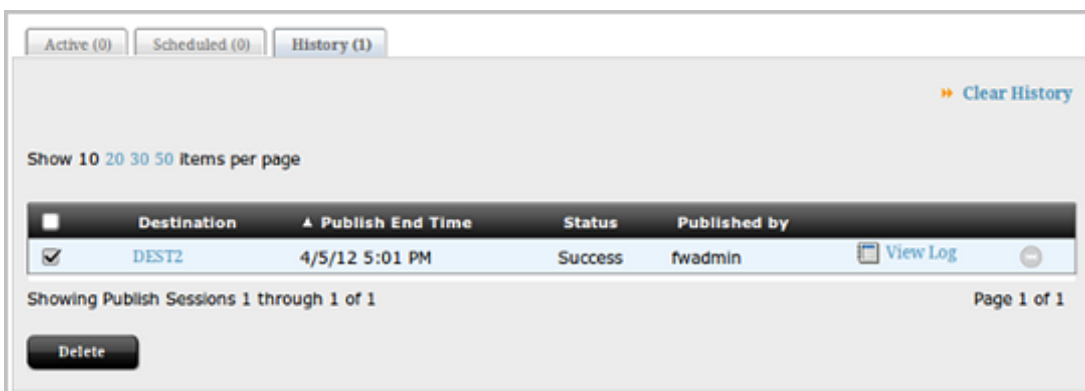 Active (0) Scheduled (0) History (1)
Clear History
Show 10 20 30 50 items per page
Destination ▲ Publish End Time Status Published by
DEST2 4/5/12 5:01 PM Success fwadmin View Log
Showing Publish Sessions 1 through 1 of 1 Page 1 of 1
Delete